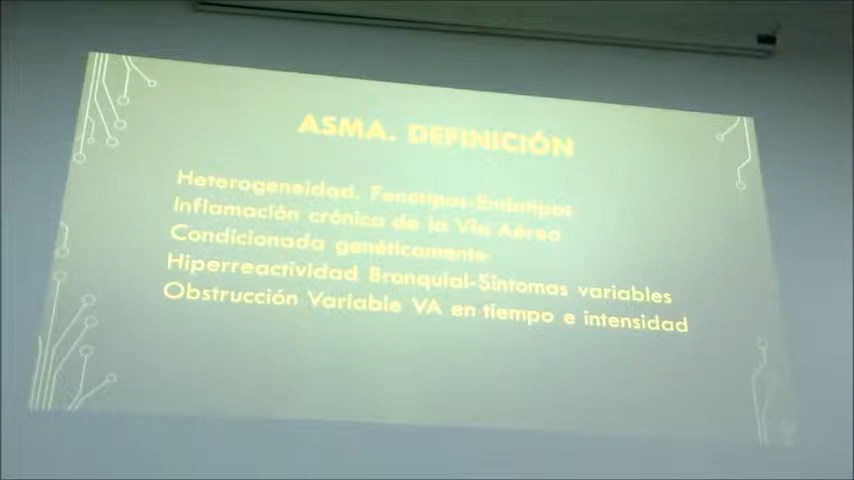 ASMA. DEFINICIÓN
Heterogeneidad. Fenotipos-Endotipos
Inflamación crónica de la Vía Aérea
Condicionada genéticamente
Hiperreactividad Bronquial-Síntomas variables
Obstrucción Variable VA en tiempo e intensidad